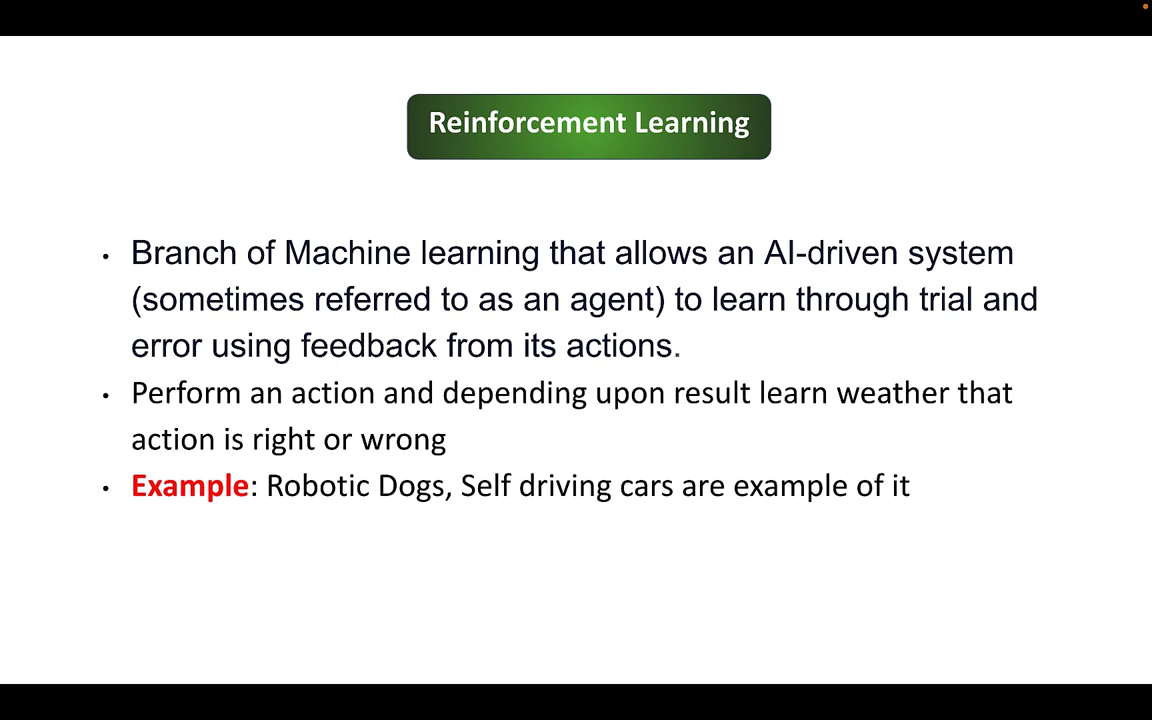 Reinforcement Learning
• Branch of Machine learning that allows an AI-driven system
(sometimes referred to as an agent) to learn through trial and
error using feedback from its actions.
• Perform an action and depending upon result learn weather that
action is right or wrong
• Example: Robotic Dogs, Self driving cars are example of it